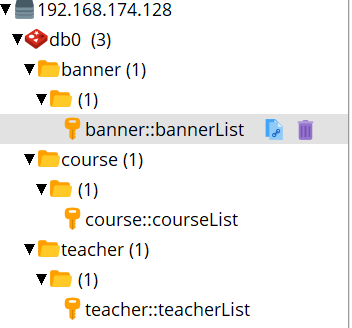 192.168.174.128
db0 (3)
banner (1)
(1)
banner::bannerList
course (1)
(1)
course::courseList
teacher (1)
(1)
teacher::teacherList